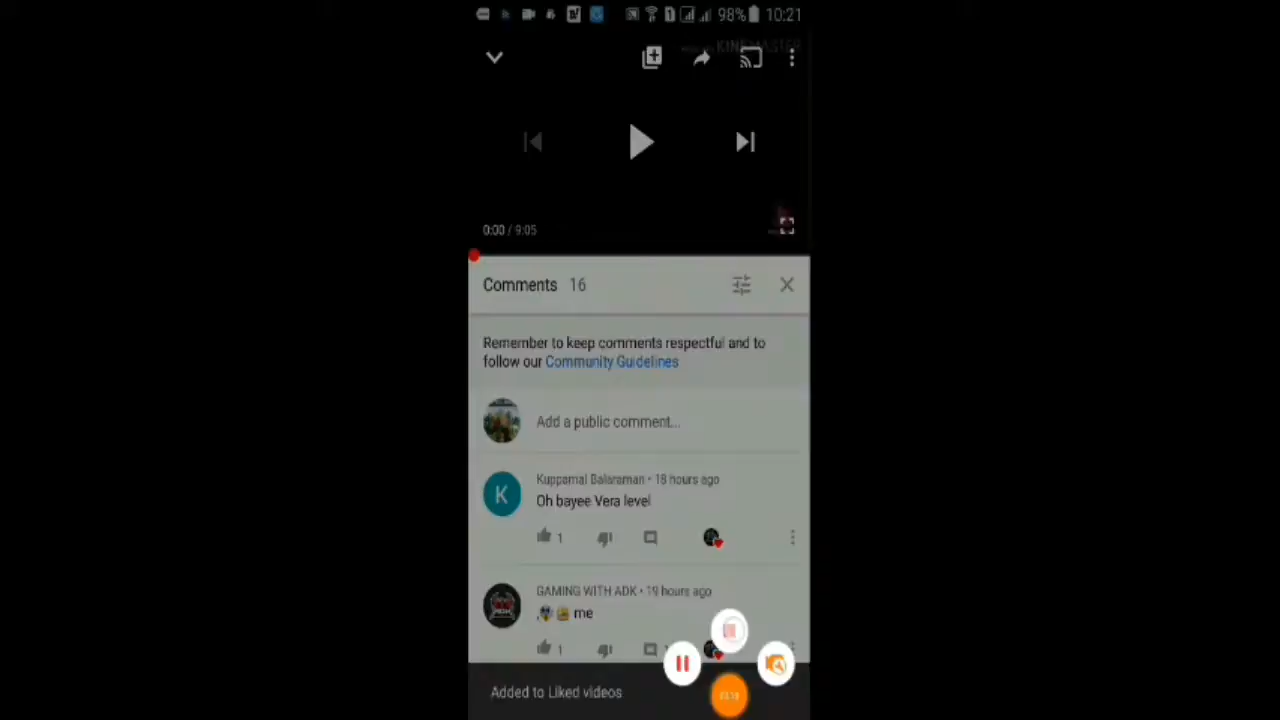 98% 10:21
KINEMASTER
0:00 / 9:05
Comments 16
Remember to keep comments respectful and to
follow our Community Guidelines
Add a public comment...
K
Kuppamal Balaraman • 18 hours ago
Oh bayee Vera level
1
GAMING WITH ADK • 19 hours ago
me
1
Added to Liked videos